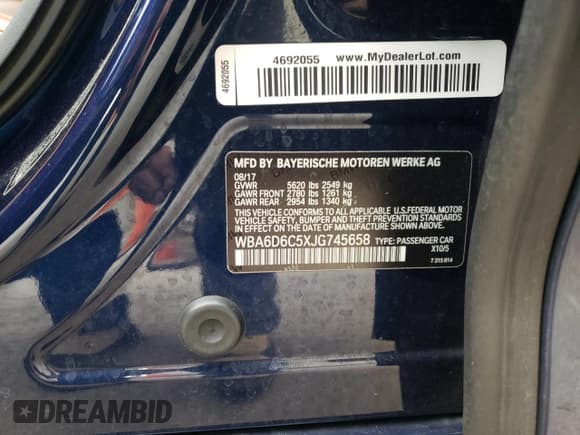 4692055 www.MyDealerLot.com
4692055
MFD BY BAYERISCHE MOTOREN WERKE AG
08/17
GVWR 5620 lbs 2549 kg
GAWR FRONT 2780 lbs 1261 kg
GAWR REAR 2954 lbs 1340 kg
THIS VEHICLE CONFORMS TO ALL APPLICABLE U.S.FEDERAL MOTOR
VEHICLE SAFETY, BUMPER, AND THEFT PREVENTION STANDARDS
IN EFFECT ON THE DATE OF MANUFACTURE SHOWN ABOVE.
WBA6D6C5XJG745658 TYPE: PASSENGER CAR
X10/5
7 315 814
DREAMBID